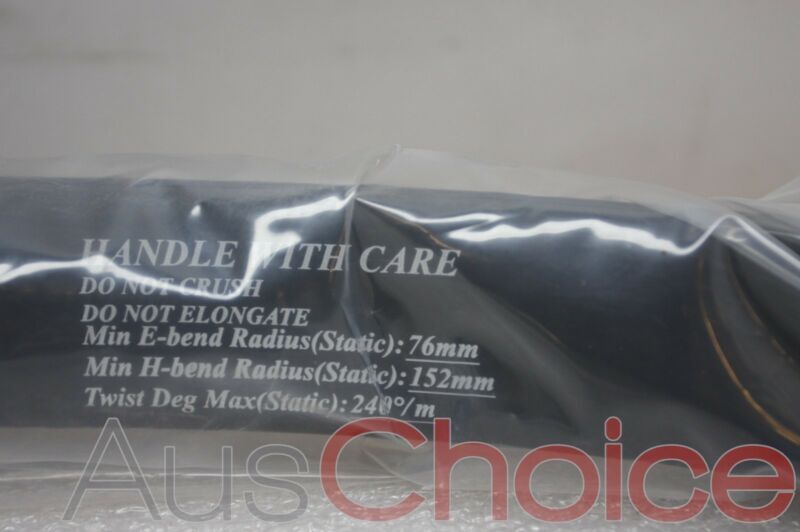 HANDLE WITH CARE
DO NOT CRUSH
DO NOT ELONGATE
Min E-bend Radius(Static): 76mm
Min H-bend Radius(Static): 152mm
Twist Deg Max(Static): 240°/m
AusChoice